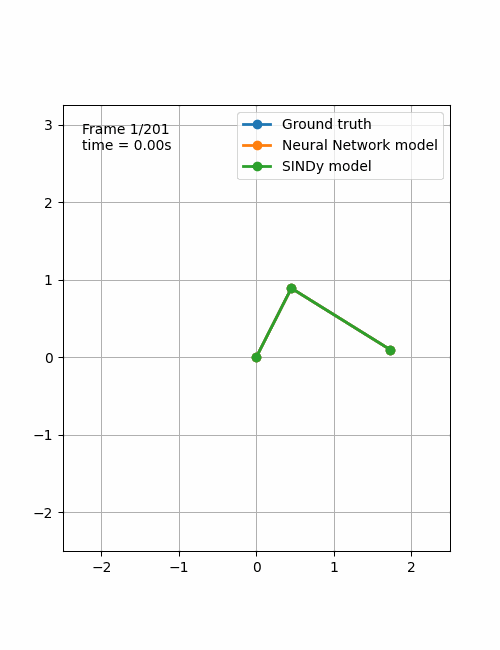 Frame 1/201
time = 0.00s
Ground truth
Neural Network model
SINDy model
3
2
1
0
−1
−2
−2 −1 0 1 2